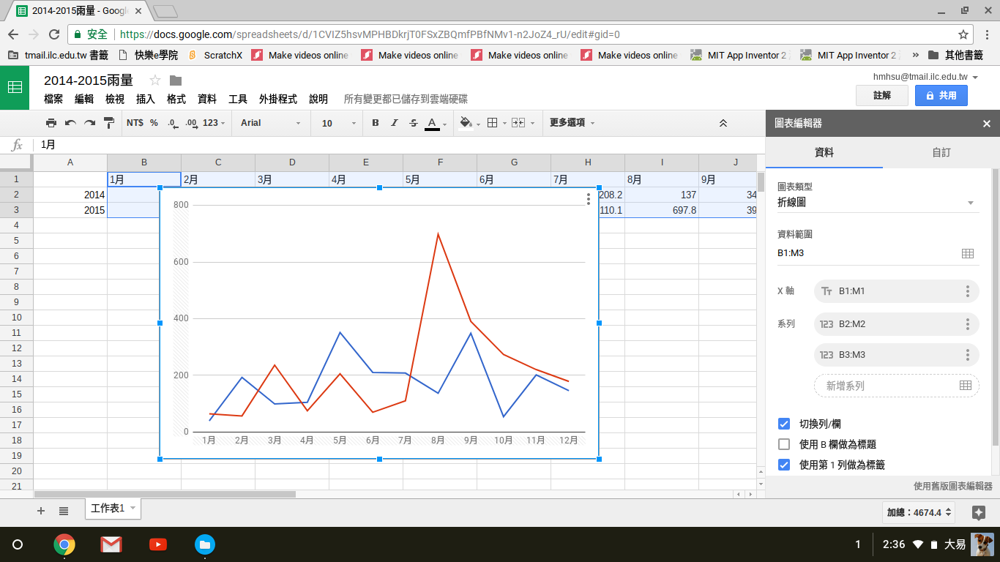 2014-2015雨量 - Googl
安全 https://docs.google.com/spreadsheets/d/1CVIZ5hsvMPHBDkrjT0FSxZBQmfPBfNMv1-n2JoZ4_rU/edit#gid=0
tmail.ilc.edu.tw 書籤 快樂e學院 ScratchX Make videos online Make videos online Make videos online Make videos online MIT App Inventor 2 MIT App Inventor 2 » 其他書籤
2014-2015雨量
hmhsu@tmail.ilc.edu.tw
檔案 編輯 檢視 插入 格式 資料 工具 外掛程式 說明 所有變更都已儲存到雲端硬碟
註解 共用
NT$ % .0 .00 123 Arial 10 B I S A 更多選項
圖表編輯器
fx 1月
資料 自訂
A B C D E F G H I J
1 1月 2月 3月 4月 5月 6月 7月 8月 9月
2 2014 208.2 137 34
3 2015 110.1 697.8 39
4
5
6
7
8
9
10
11
12
13
14
15
16
17
18
19
20
21
800
600
400
200
0
1月 2月 3月 4月 5月 6月 7月 8月 9月 10月 11月 12月
圖表類型
折線圖
資料範圍
B1:M3
X 軸 Tт B1:M1
系列 123 B2:M2
123 B3:M3
新增系列
切換列/欄
使用 B 欄做為標題
使用第 1 列做為標籤
使用舊版圖表編輯器
工作表1
加總：4674.4
1 2:36 大易